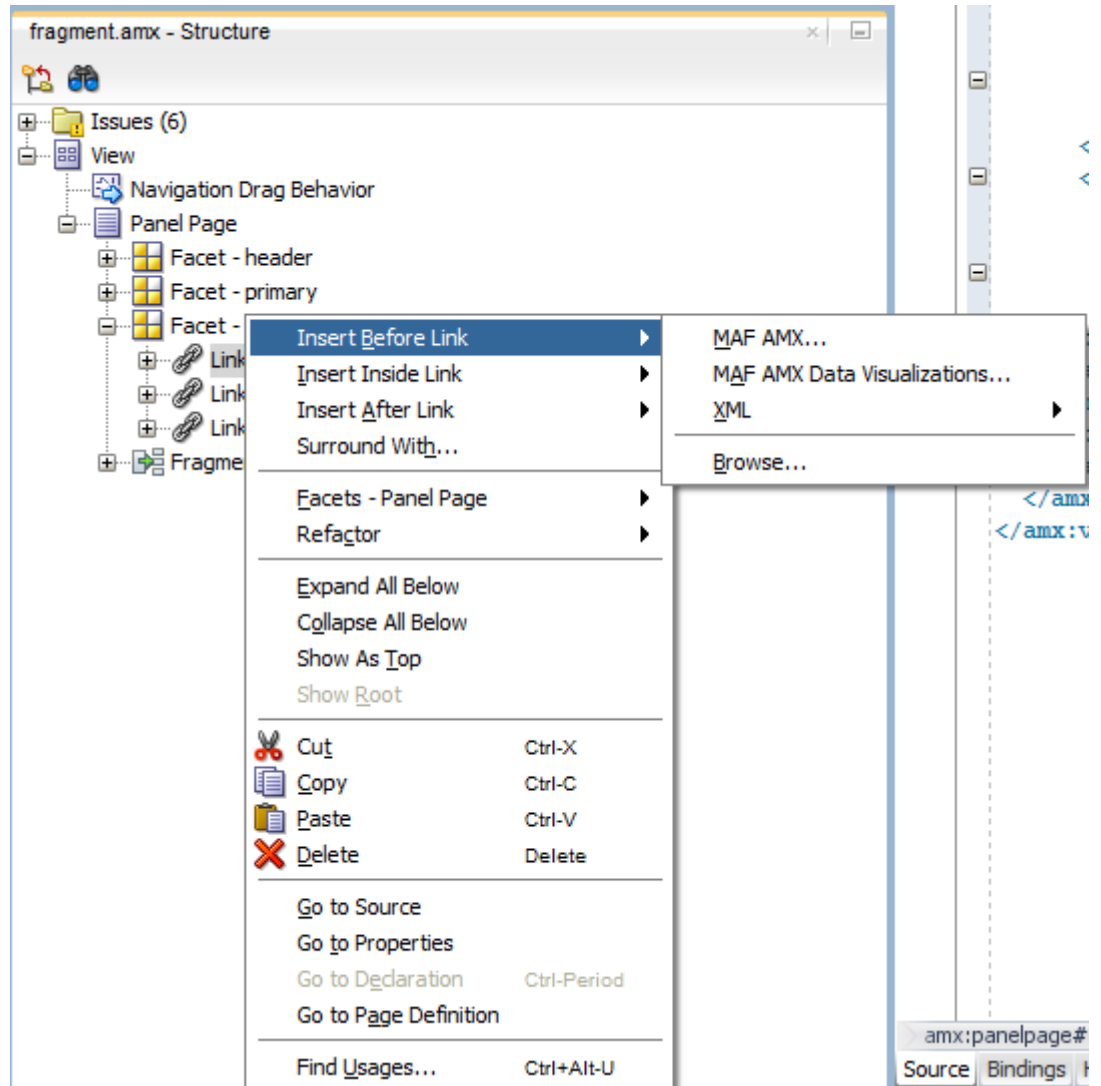 fragment.amx - Structure
Issues (6)
View
Navigation Drag Behavior
Panel Page
Facet - header
Facet - primary
Facet -
Link
Link
Link
Insert Before Link
Insert Inside Link
Insert After Link
Surround With...
Facets - Panel Page
Refactor
Expand All Below
Collapse All Below
Show As Top
Show Root
Cut Ctrl-X
Copy Ctrl-C
Paste Ctrl-V
Delete Delete
Go to Source
Go to Properties
Go to Declaration Ctrl-Period
Go to Page Definition
Find Usages... Ctrl+Alt-U
MAF AMX...
MAF AMX Data Visualizations...
XML
Browse...
<
<
</amx
</amx:v
amx:panelpage#
Source Bindings